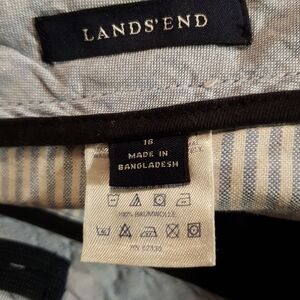 LANDS' END
16
MADE IN
BANGLADESH
100% BAUMWOLLE